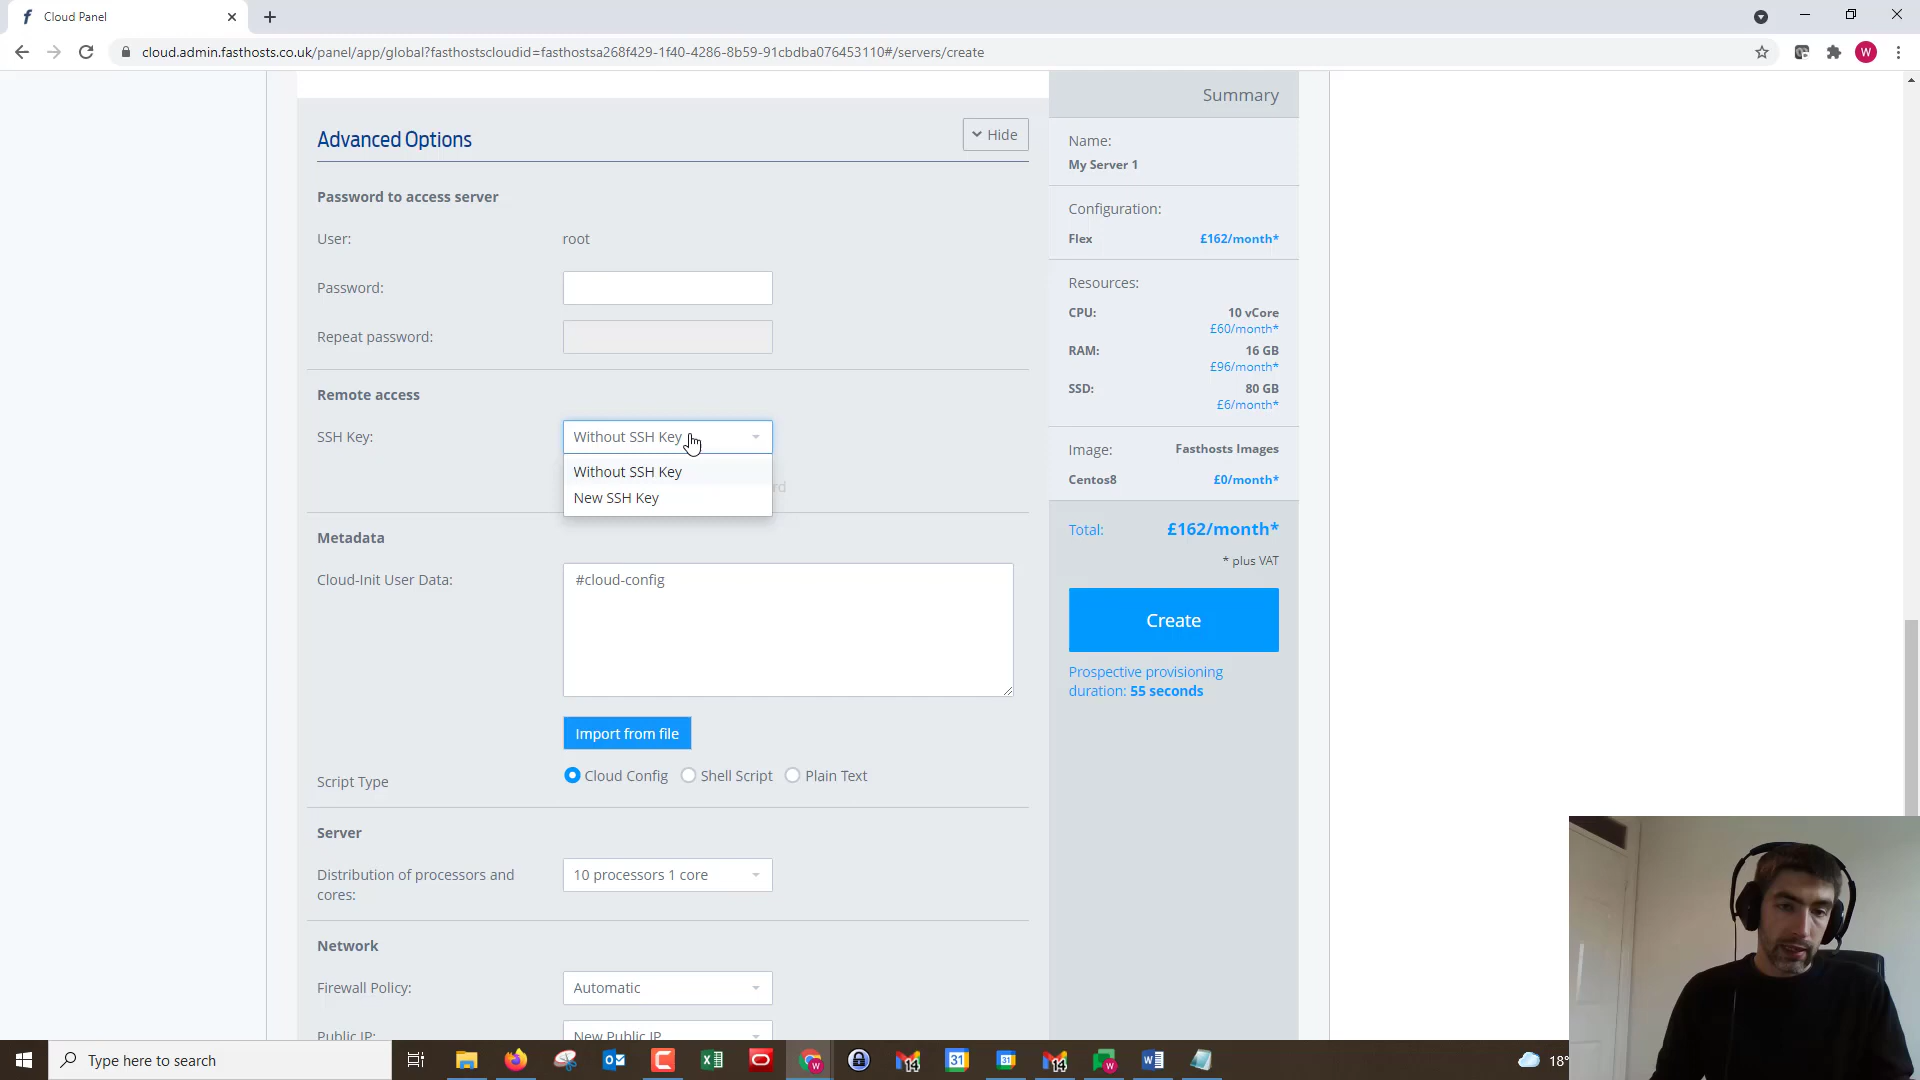 Cloud Panel
cloud.admin.fasthosts.co.uk/panel/app/global?fasthostscloudid=fasthostsa268f429-1f40-4286-8b59-91cbdba076453110#/servers/create
W
Advanced Options
Hide
Password to access server
User:
root
Password:
Repeat password:
Remote access
SSH Key:
Without SSH Key
Without SSH Key
New SSH Key
Metadata
Cloud-Init User Data:
#cloud-config
Import from file
Script Type
Cloud Config
Shell Script
Plain Text
Server
Distribution of processors and
cores:
10 processors 1 core
Network
Firewall Policy:
Automatic
Public IP:
New Public IP
Summary
Name:
My Server 1
Configuration:
Flex £162/month*
Resources:
CPU: 10 vCore
£60/month*
RAM: 16 GB
£96/month*
SSD: 80 GB
£6/month*
Image: Fasthosts Images
Centos8 £0/month*
Total: £162/month*
* plus VAT
Create
Prospective provisioning
duration: 55 seconds
Type here to search
18°